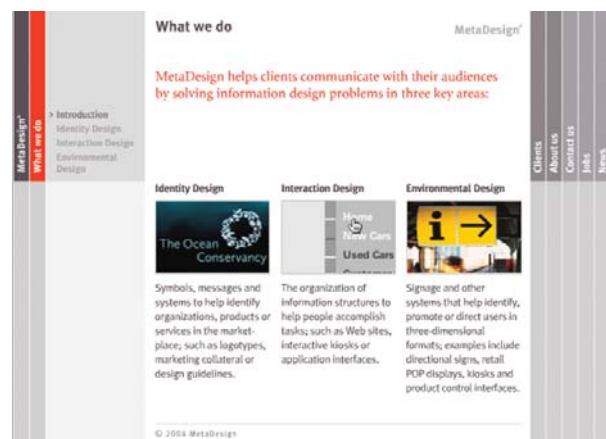 What we do
MetaDesign
MetaDesign helps clients communicate with their audiences
by solving information design problems in three key areas:
MetaDesign
What we do
> Introduction
Identity Design
Interaction Design
Environmental
Design
Clients
About us
Contact us
Jobs
News
Identity Design
The Ocean
Conservancy
Symbols, messages and
systems to help identify
organizations, products or
services in the market-
place; such as logotypes,
marketing collateral or
design guidelines.
Interaction Design
Home
New Cars
Used Cars
Customer
The organization of
information structures to
help people accomplish
tasks; such as Web sites,
interactive kiosks or
application interfaces.
Environmental Design
i →
Signage and other
systems that help identify,
promote or direct users in
three-dimensional
formats; examples include
directional signs, retail
POP displays, kiosks and
product control interfaces.
© 2004 MetaDesign